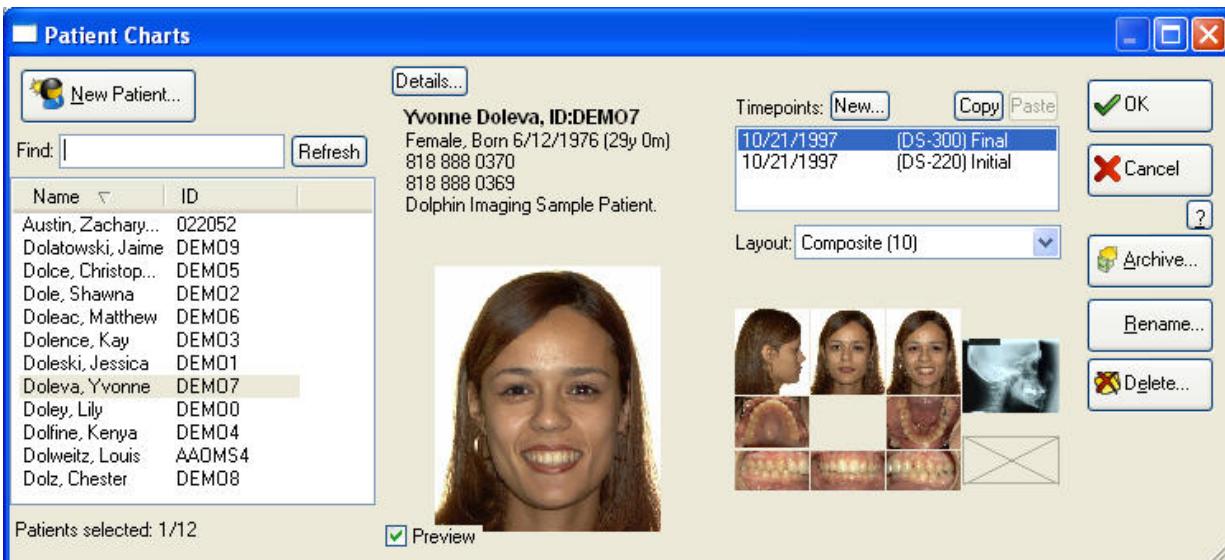 Patient Charts
New Patient...
Find:
Refresh
Name ID
Austin, Zachary... 022052
Dolatowski, Jaime DEMO9
Dolce, Christop... DEMO5
Dole, Shawna DEMO2
Doleac, Matthew DEMO6
Dolence, Kay DEMO3
Doleski, Jessica DEMO1
Doleva, Yvonne DEMO7
Doley, Lily DEMO0
Dolfine, Kenya DEMO4
Dolweitz, Louis AAOMS4
Dolz, Chester DEMO8
Patients selected: 1/12
Details...
Yvonne Doleva, ID:DEMO7
Female, Born 6/12/1976 (29y 0m)
818 888 0370
818 888 0369
Dolphin Imaging Sample Patient.
Preview
Timepoints: New... Copy Paste
10/21/1997 (DS-300) Final
10/21/1997 (DS-220) Initial
Layout: Composite (10)
OK
Cancel
?
Archive...
Rename...
Delete...